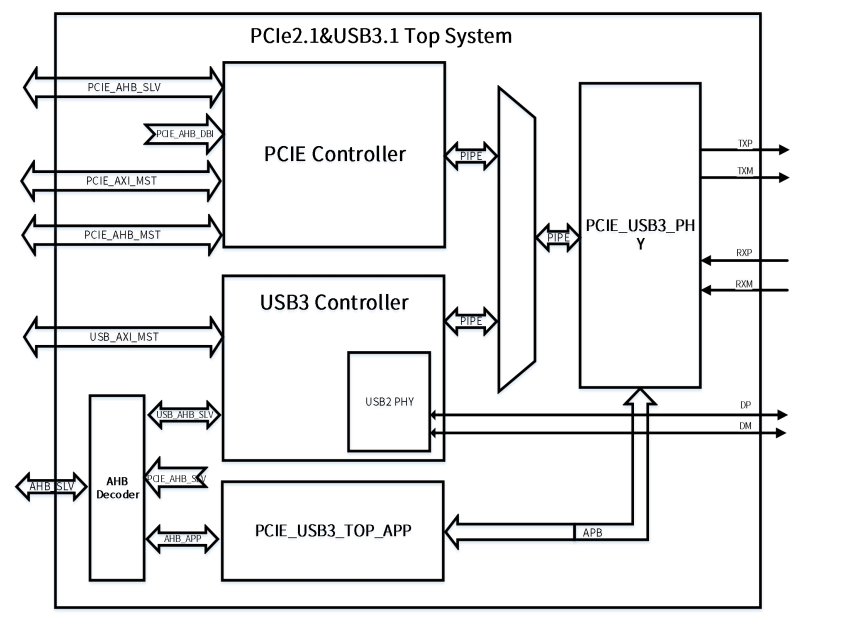 PCIe2.1&USB3.1 Top System
PCIE_AHB_SLV
PCIE_AHB_DBI
PCIE_AXI_MST
PCIE_AHB_MST
PCIE Controller
PIPE
USB3 Controller
USB_AXI_MST
PIPE
PIPE
PCIE_USB3_PH
Y
TXP
TXM
RXP
RXM
USB2 PHY
DP
DM
USB_AHB_SLV
AHB_SLV
AHB
Decoder
PCIE_AHB_SLV
AHB_APP
PCIE_USB3_TOP_APP
APB